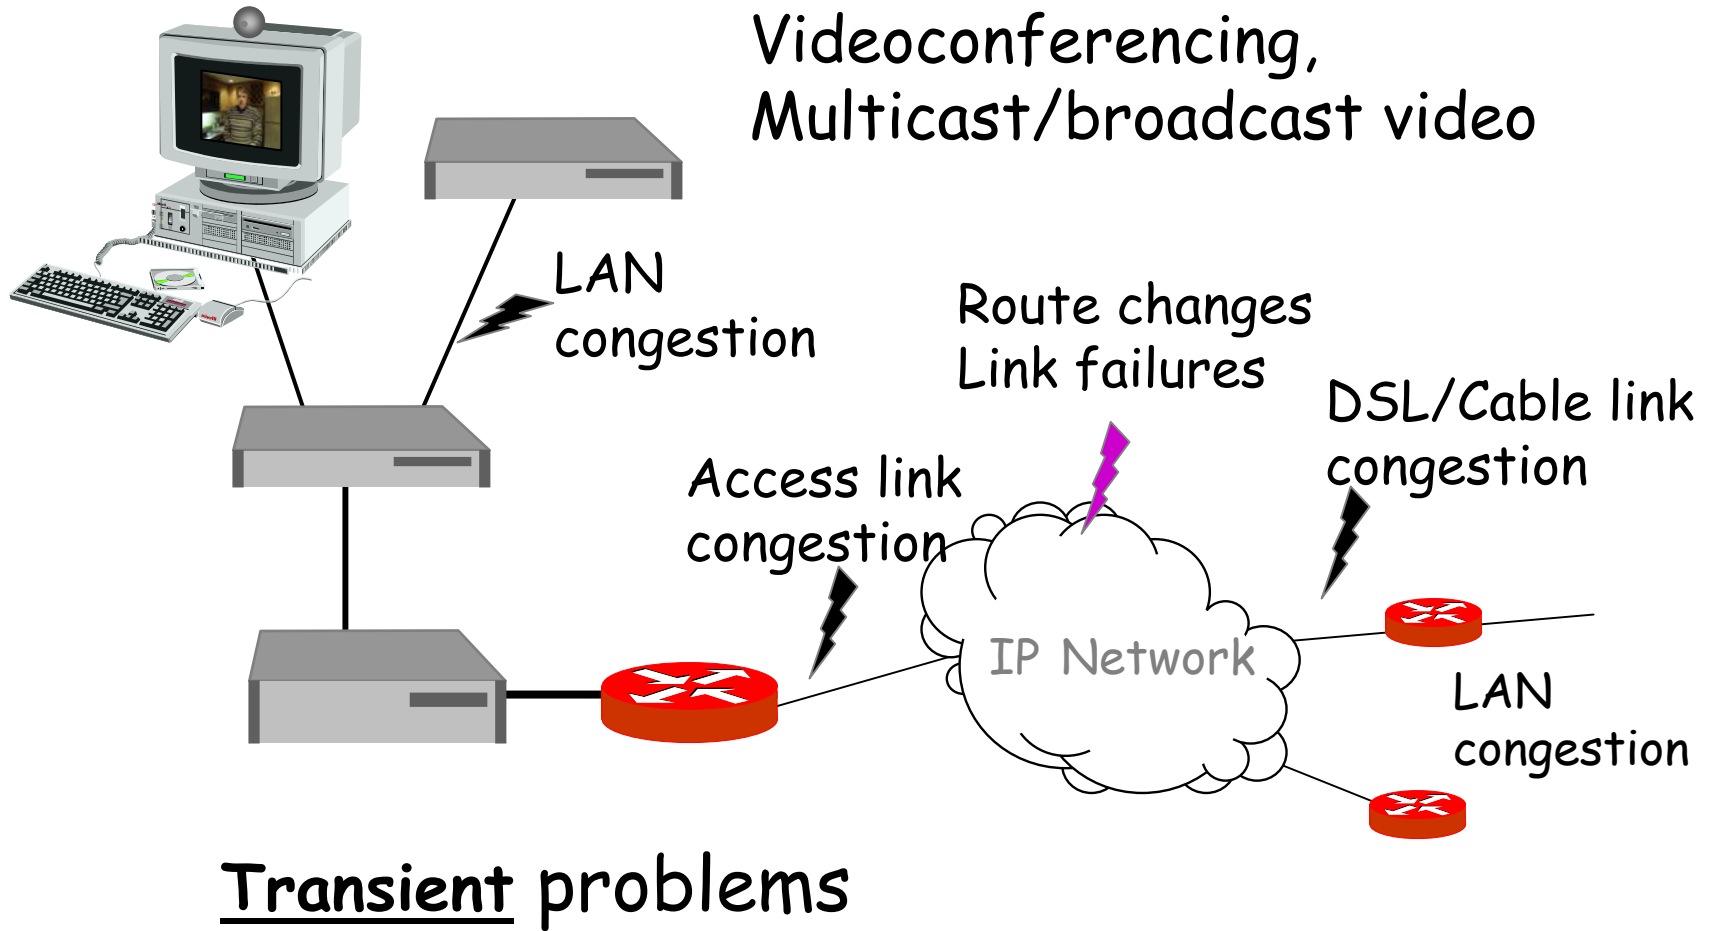 Videoconferencing,
Multicast/broadcast video
LAN
congestion
Route changes
Link failures
DSL/Cable link
congestion
Access link
congestion
IP Network
LAN
congestion
Transient problems